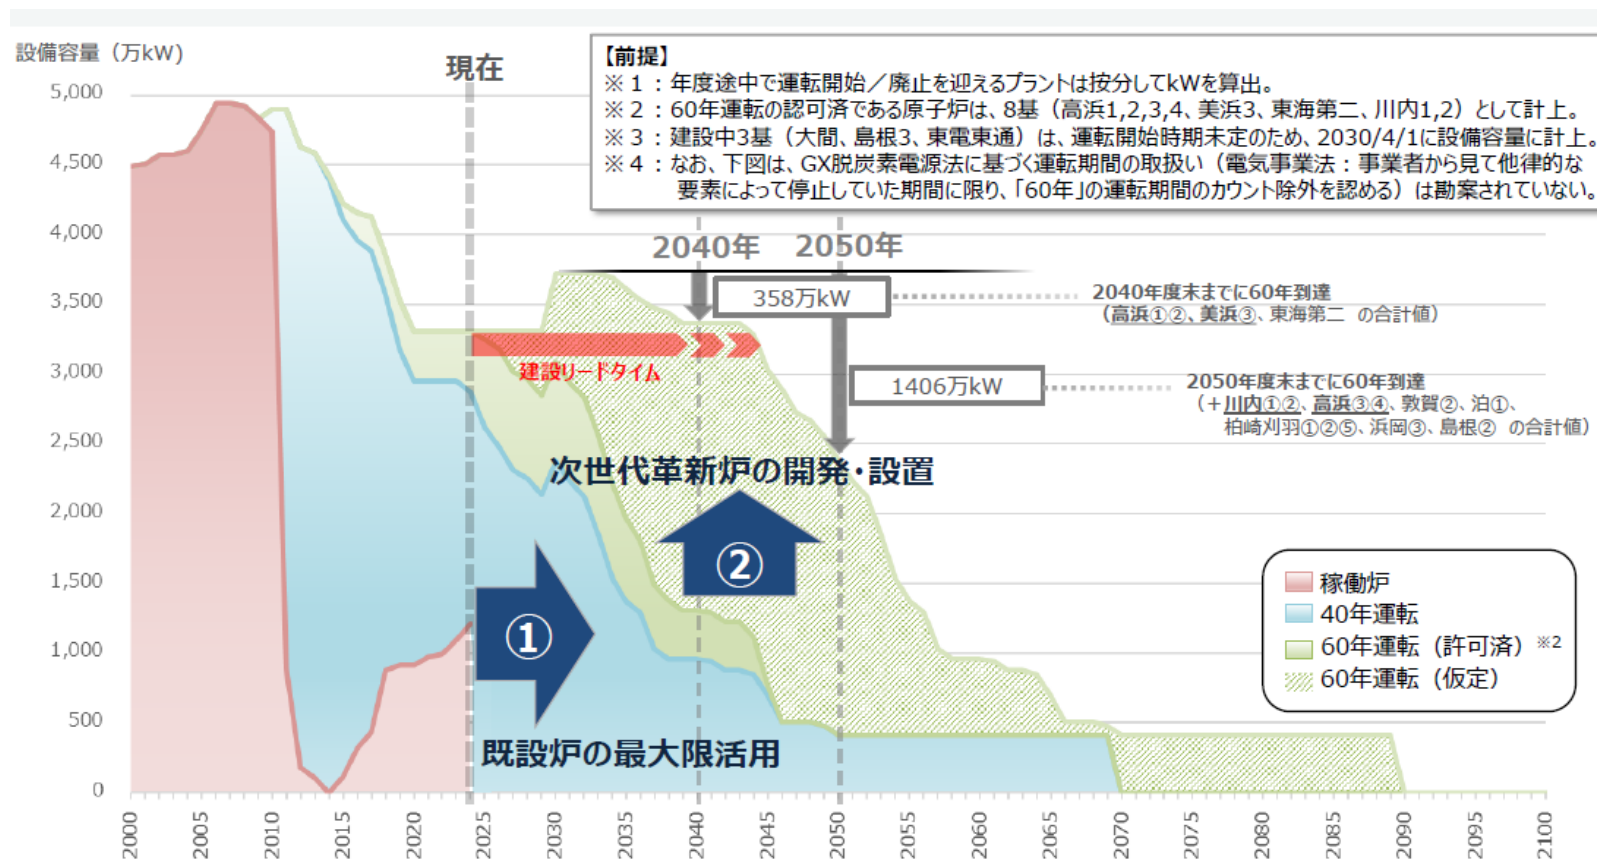 設備容量（万kW)
現在
【前提】
※１：年度途中で運転開始／廃止を迎えるプラントは按分してkWを算出。
※２：60年運転の認可済である原子炉は、8基（高浜1,2,3,4、美浜3、東海第二、川内1,2）として計上。
※３：建設中3基（大間、島根3、東電東通）は、運転開始時期未定のため、2030/4/1に設備容量に計上。
※４：なお、下図は、GX脱炭素電源法に基づく運転期間の取扱い（電気事業法：事業者から見て他律的な
要素によって停止していた期間に限り、「60年」の運転期間のカウント除外を認める）は勘案されていない。
5,000
4,500
4,000
3,500
3,000
2,500
2,000
1,500
1,000
500
0
2040年
2050年
358万kW
2040年度末までに60年到達
（高浜①②、美浜③、東海第二 の合計値）
建設リードタイム
1406万kW
2050年度末までに60年到達
（＋川内①②、高浜③④、敦賀②、泊①、
柏崎刈羽①②⑤、浜岡③、島根② の合計値）
次世代革新炉の開発・設置
②
①
既設炉の最大限活用
稼働炉
40年運転
60年運転（許可済）※2
60年運転（仮定）
2000
2005
2010
2015
2020
2025
2030
2035
2040
2045
2050
2055
2060
2065
2070
2075
2080
2085
2090
2095
2100